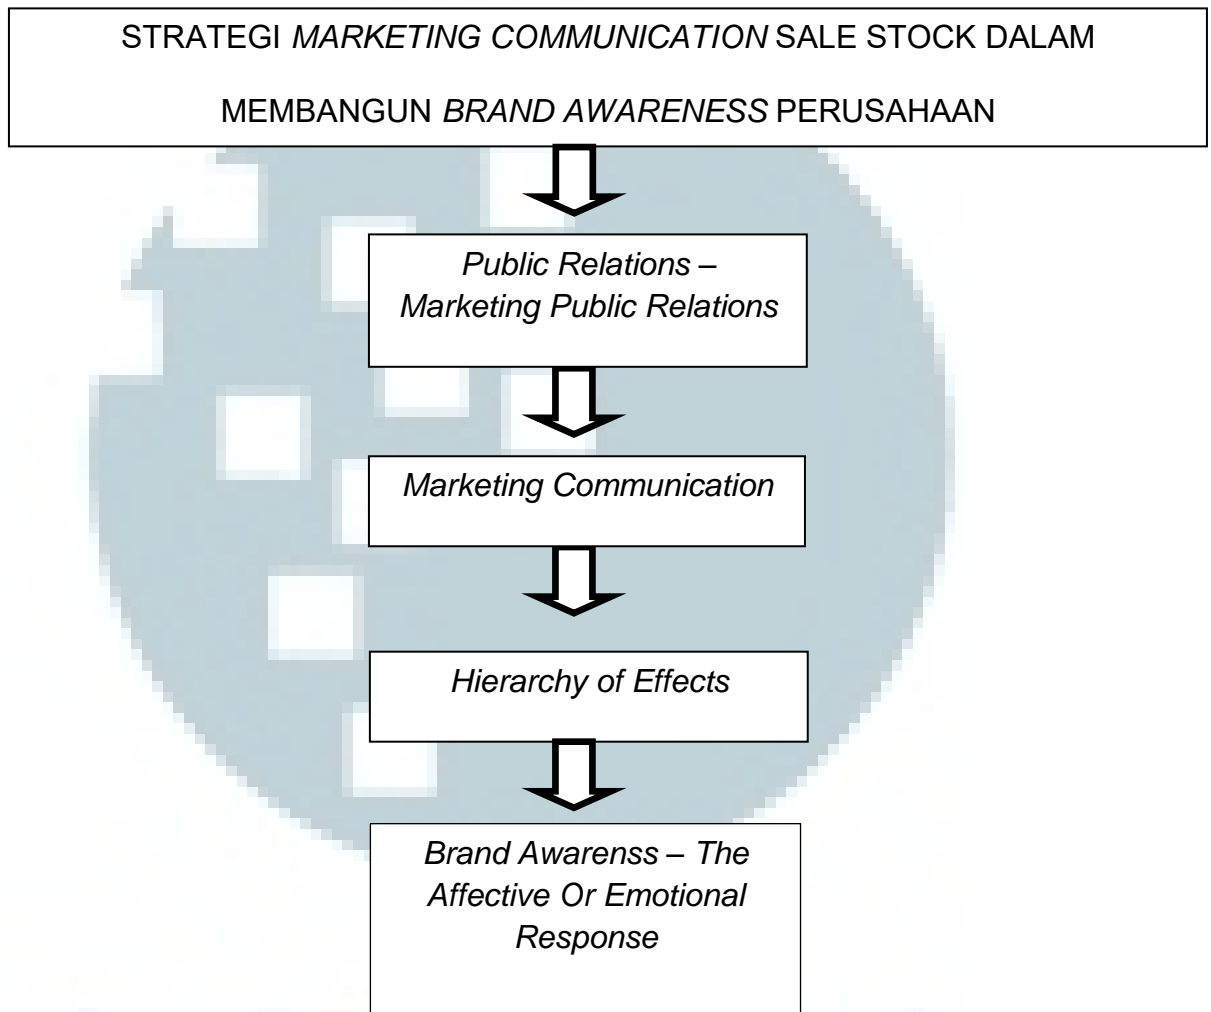 STRATEGI MARKETING COMMUNICATION SALE STOCK DALAM
MEMBANGUN BRAND AWARENESS PERUSAHAAN
Public Relations –
Marketing Public Relations
Marketing Communication
Hierarchy of Effects
Brand Awarenss – The
Affective Or Emotional
Response